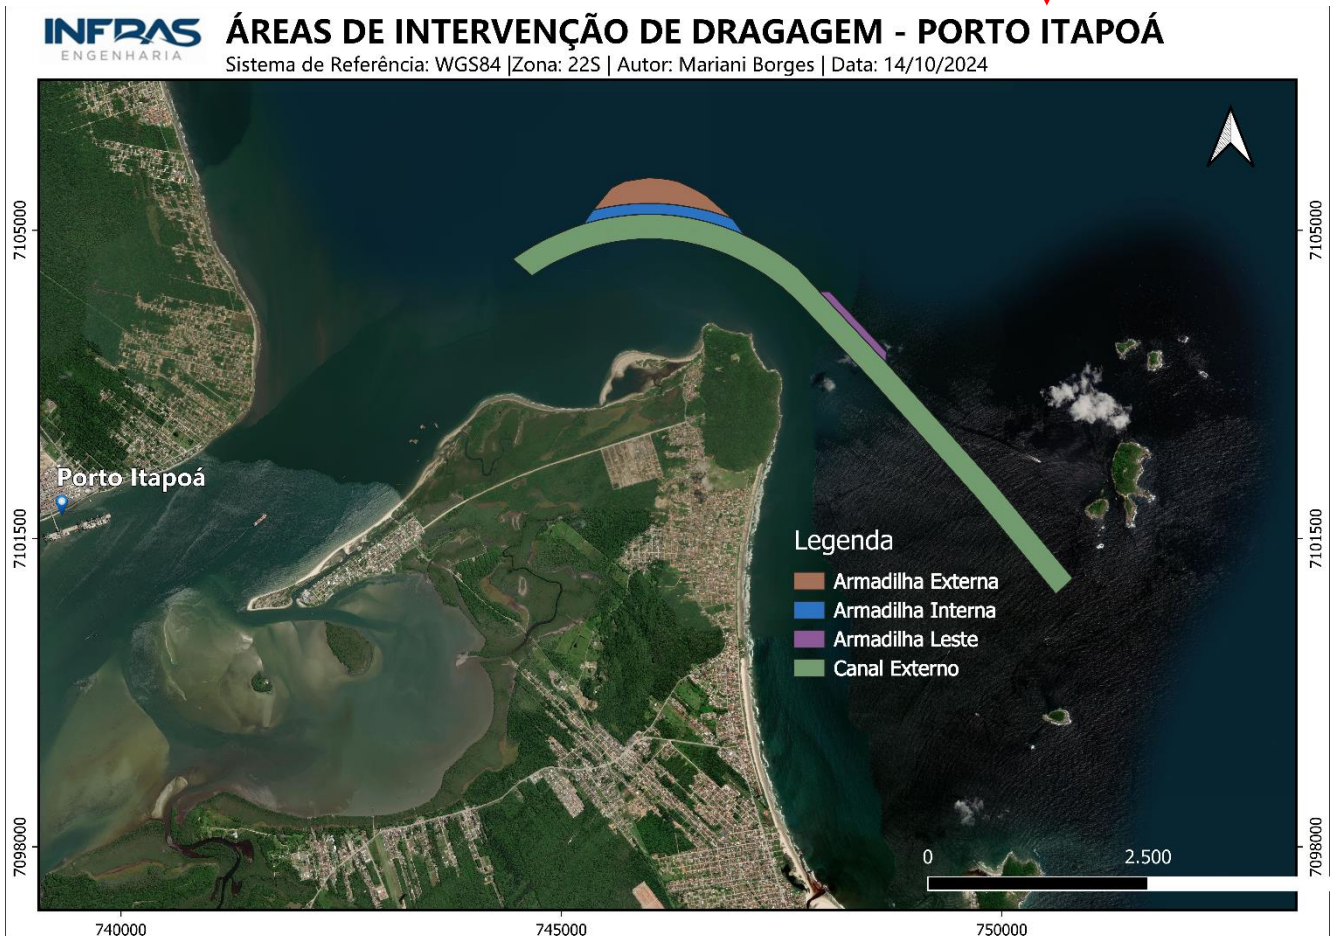 INFRAS
ENGENHARIA
ÁREAS DE INTERVENÇÃO DE DRAGAGEM - PORTO ITAPOÁ
Sistema de Referência: WGS84 |Zona: 22S | Autor: Mariani Borges | Data: 14/10/2024
7105000
7105000
Porto Itapoá
7101500
7101500
Legenda
Armadilha Externa
Armadilha Interna
Armadilha Leste
Canal Externo
7098000
7098000
0 2.500
740000 745000 750000